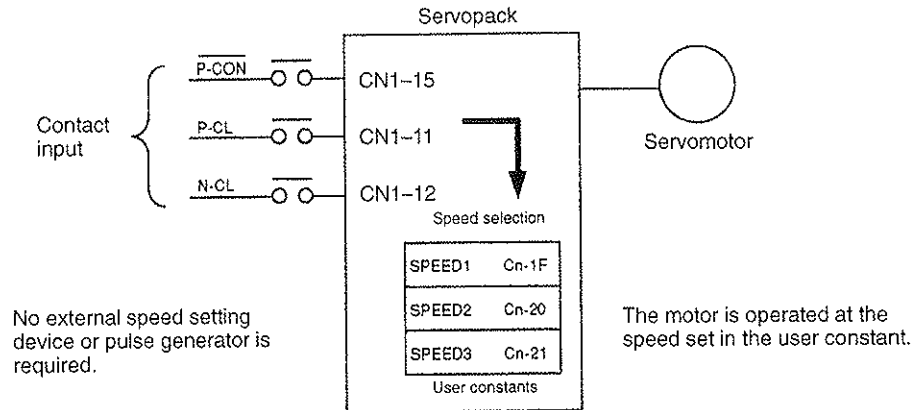 Servopack
P-CON
CN1–15
Contact
input
P-CL
CN1–11
Servomotor
N-CL
CN1–12
Speed selection
SPEED1 Cn-1F
SPEED2 Cn-20
SPEED3 Cn-21
User constants
No external speed setting
device or pulse generator is
required.
The motor is operated at the
speed set in the user constant.